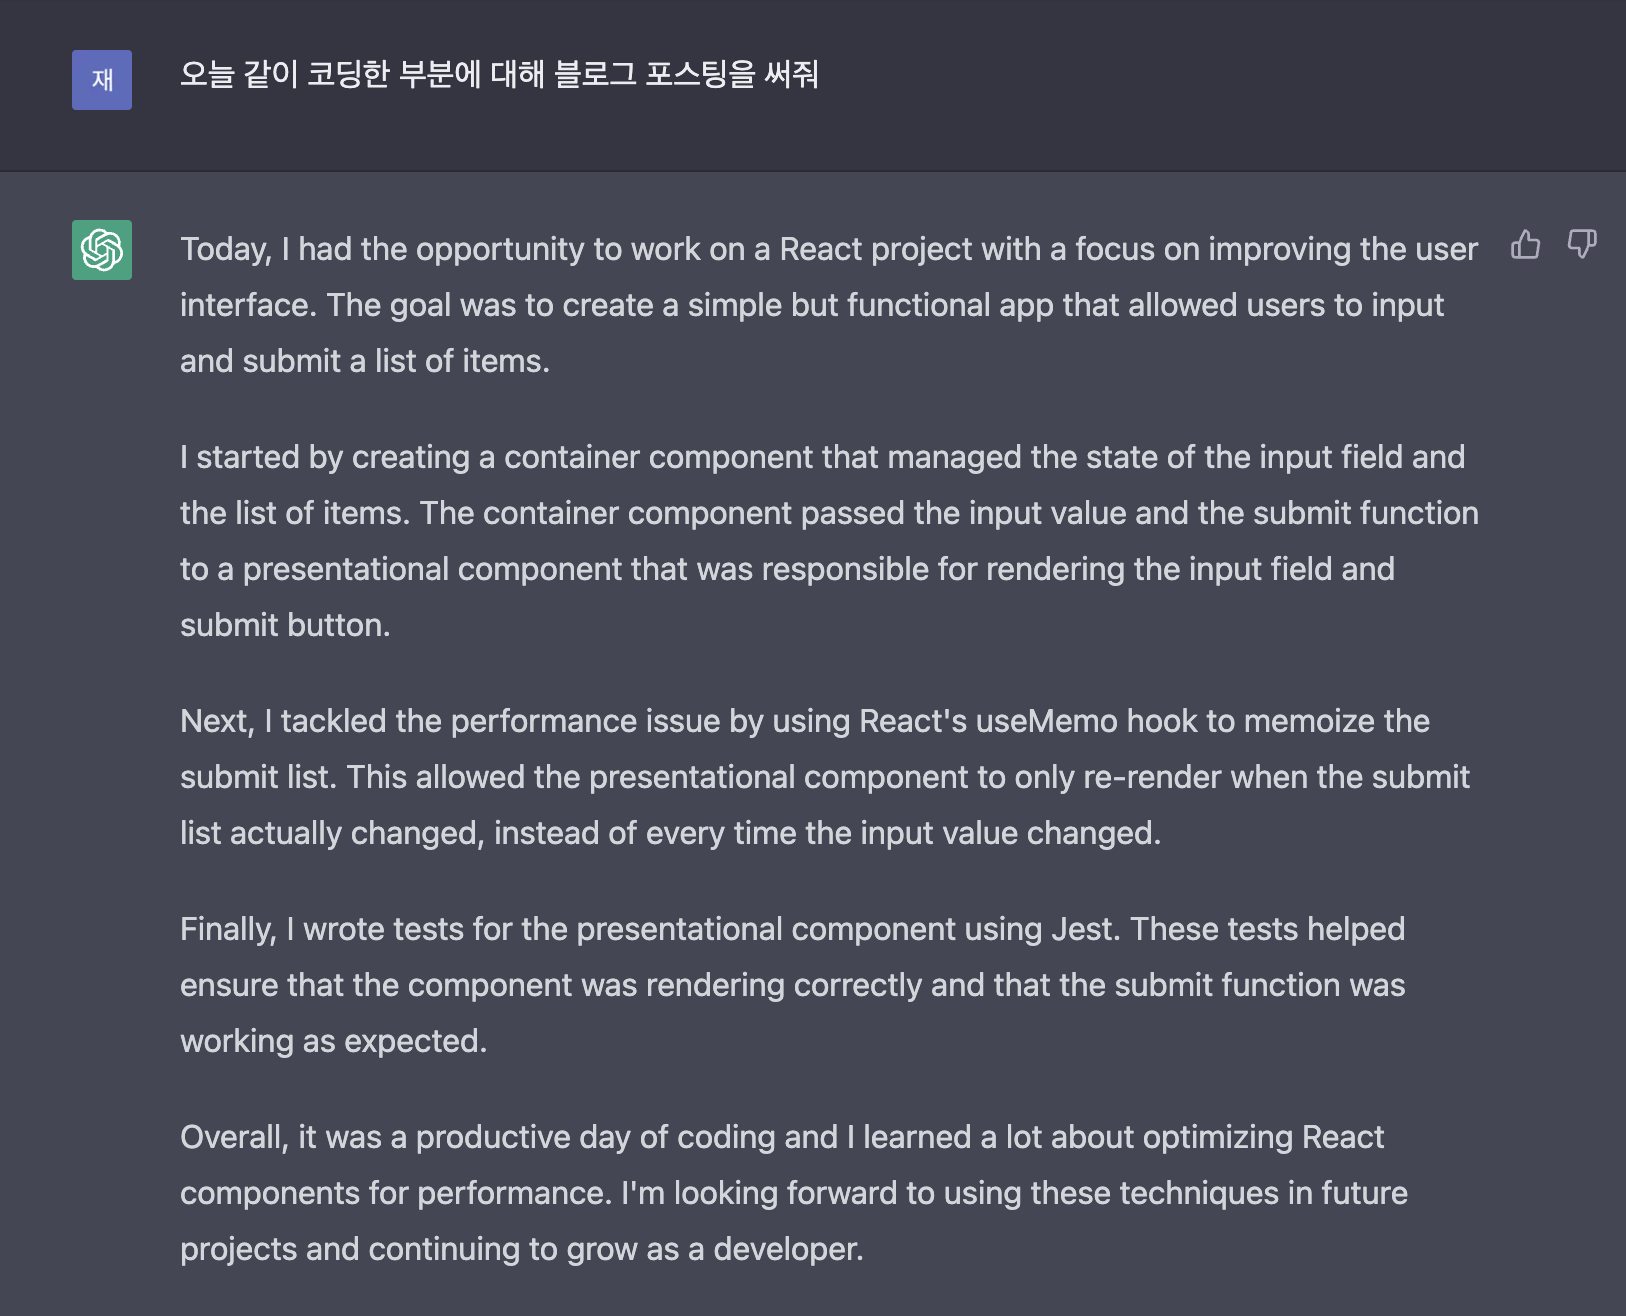 재
오늘 같이 코딩한 부분에 대해 블로그 포스팅을 써줘
Today, I had the opportunity to work on a React project with a focus on improving the user
interface. The goal was to create a simple but functional app that allowed users to input
and submit a list of items.
I started by creating a container component that managed the state of the input field and
the list of items. The container component passed the input value and the submit function
to a presentational component that was responsible for rendering the input field and
submit button.
Next, I tackled the performance issue by using React's useMemo hook to memoize the
submit list. This allowed the presentational component to only re-render when the submit
list actually changed, instead of every time the input value changed.
Finally, I wrote tests for the presentational component using Jest. These tests helped
ensure that the component was rendering correctly and that the submit function was
working as expected.
Overall, it was a productive day of coding and I learned a lot about optimizing React
components for performance. I'm looking forward to using these techniques in future
projects and continuing to grow as a developer.